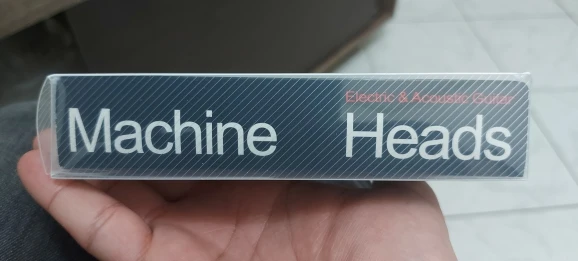 Electric & Acoustic Guitar
Machine Heads